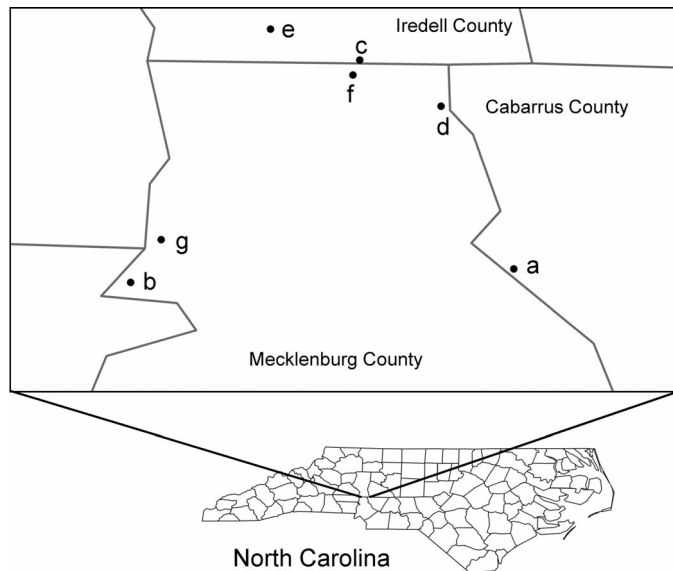 e
Iredell County
c
f
Cabarrus County
d
g
a
b
Mecklenburg County
North Carolina